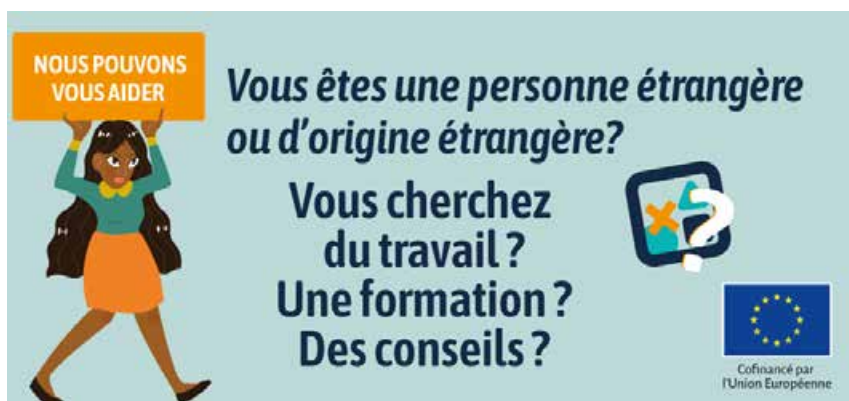 NOUS POUVONS
VOUS AIDER
Vous êtes une personne étrangère
ou d'origine étrangère?
Vous cherchez
du travail ?
Une formation ?
Des conseils ?
Cofinancé par
l'Union Européenne